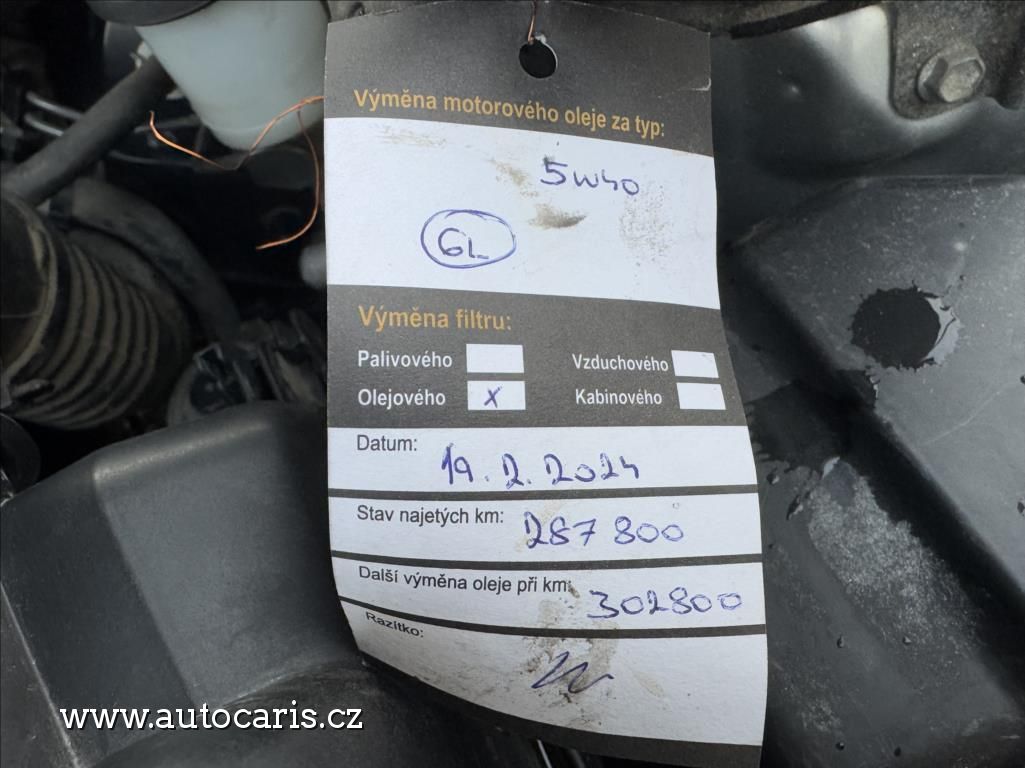 Výměna motorového oleje za typ:
5W40
6L
Výměna filtru:
Palivového
Vzduchového
Olejového X
Kabinového
Datum: 19.2.2024
Stav najetých km: 287 800
Další výměna oleje při km: 302800
Razítko:
www.autocaris.cz